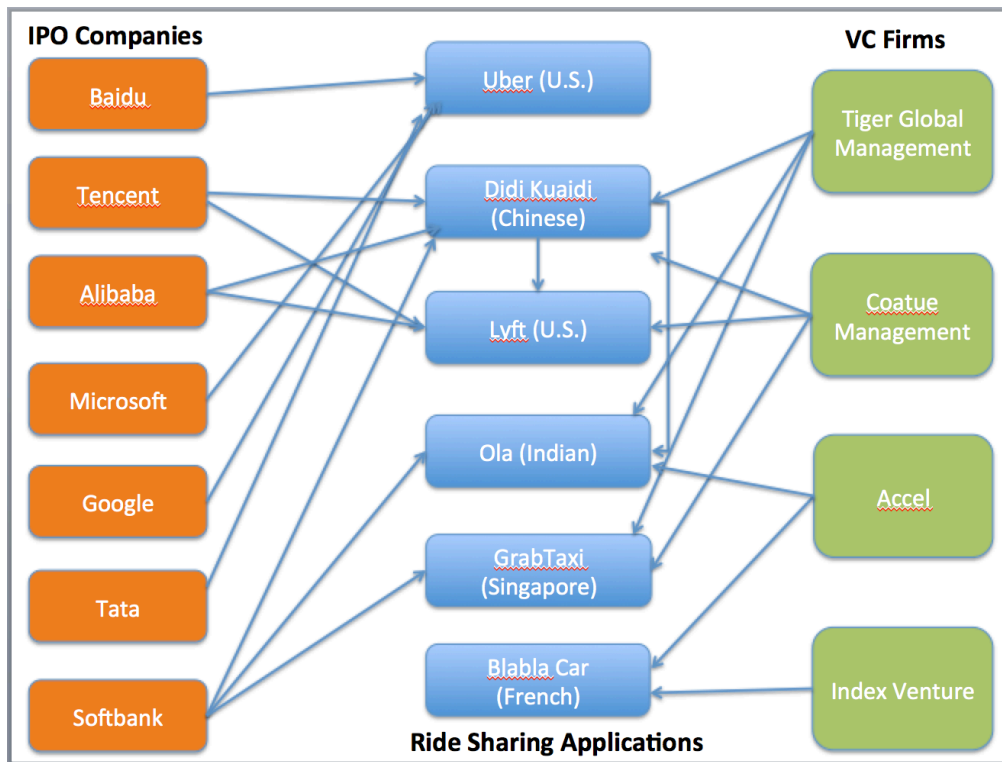 IPO Companies
Baidu
Tencent
Alibaba
Microsoft
Google
Tata
Softbank
Uber (U.S.)
Didi Kuaidi
(Chinese)
Lyft (U.S.)
Ola (Indian)
GrabTaxi
(Singapore)
Blabla Car
(French)
Ride Sharing Applications
VC Firms
Tiger Global
Management
Coatue
Management
Accel
Index Venture